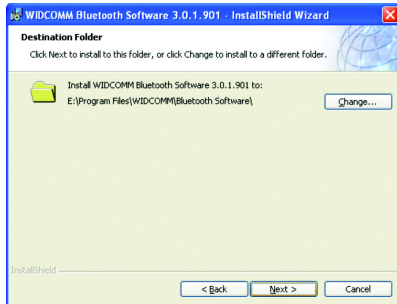 WIDCOMM Bluetooth Software 3.0.1.901 - InstallShield Wizard
Destination Folder
Click Next to install to this folder, or click Change to install to a different folder.
Install WIDCOMM Bluetooth Software 3.0.1.901 to:
E:\Program Files\WIDCOMM\Bluetooth Software\
Change...
InstallShield
< Back Next > Cancel